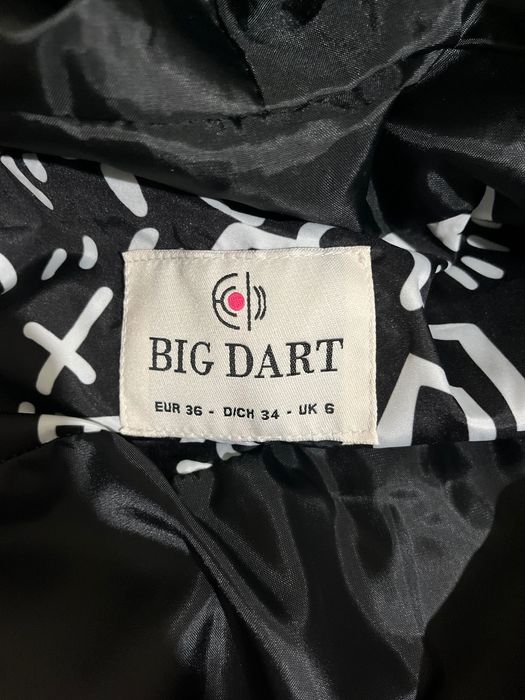 BIG DART
EUR 36 - D/CH 34 - UK 6